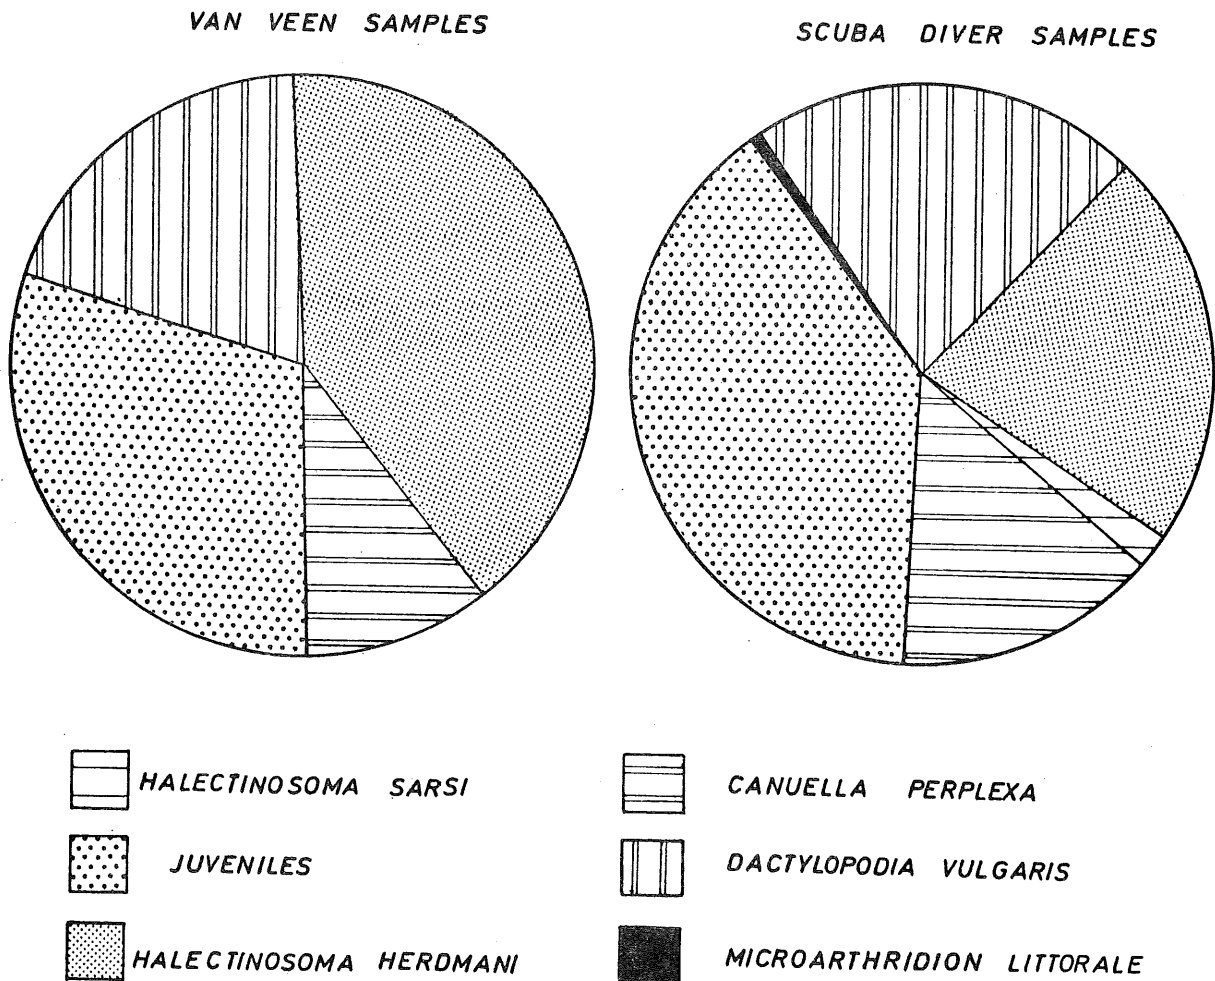 VAN VEEN SAMPLES
SCUBA DIVER SAMPLES
HALECTINOSOMA SARSI
CANUELLA PERPLEXA
JUVENILES
DACTYLOPODIA VULGARIS
HALECTINOSOMA HERDMANI
MICROARTHRIDION LITTORALE